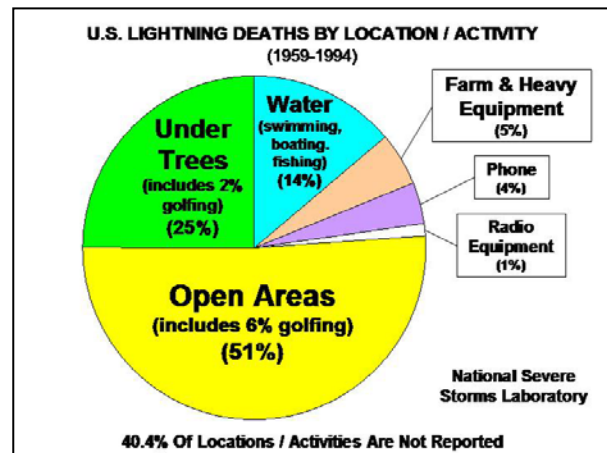 U.S. LIGHTNING DEATHS BY LOCATION / ACTIVITY
(1959-1994)
Water
(swimming,
boating.
fishing)
(14%)
Farm & Heavy
Equipment
(5%)
Under
Trees
(includes 2%
golfing)
(25%)
Phone
(4%)
Radio
Equipment
(1%)
Open Areas
(includes 6% golfing)
(51%)
National Severe
Storms Laboratory
40.4% Of Locations / Activities Are Not Reported